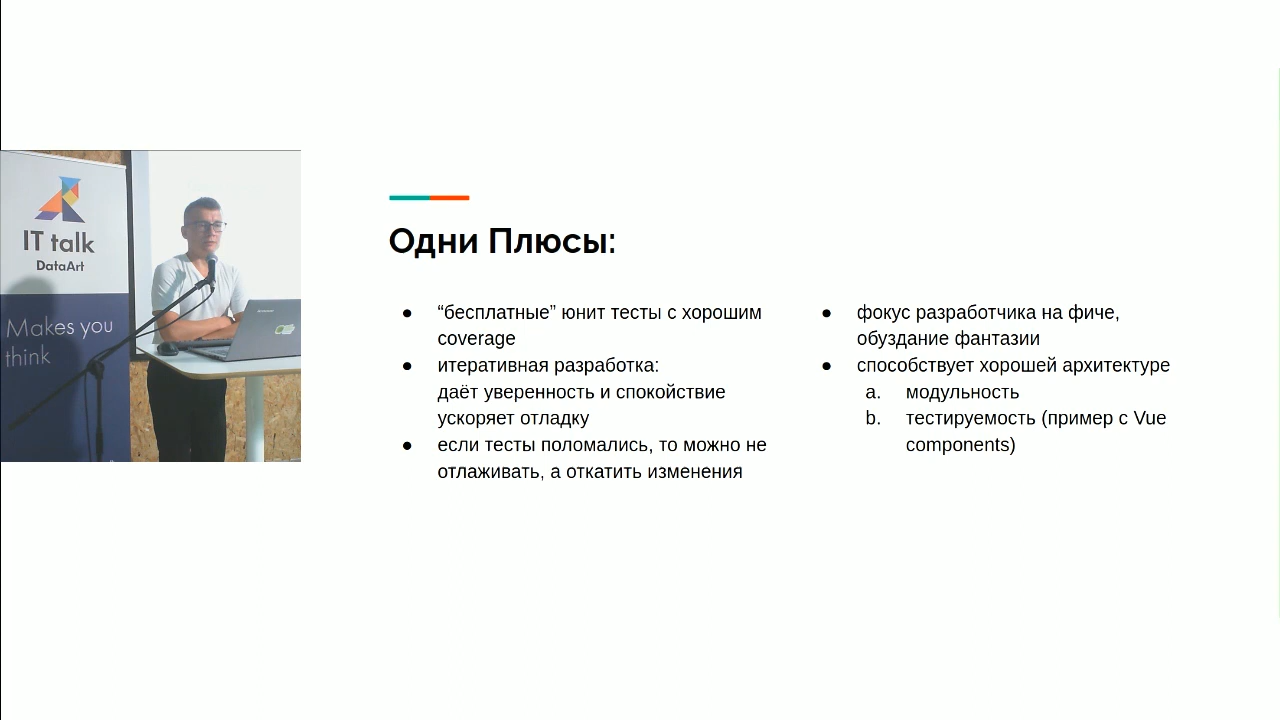 IT talk
DataArt
Makes you
think
Одни Плюсы:
● “бесплатные” юнит тесты с хорошим
coverage
● итеративная разработка:
даёт уверенность и спокойствие
ускоряет отладку
● если тесты поломались, то можно не
отлаживать, а откатить изменения
● фокус разработчика на фиче,
обуздание фантазии
● способствует хорошей архитектуре
a. модульность
b. тестируемость (пример с Vue
components)